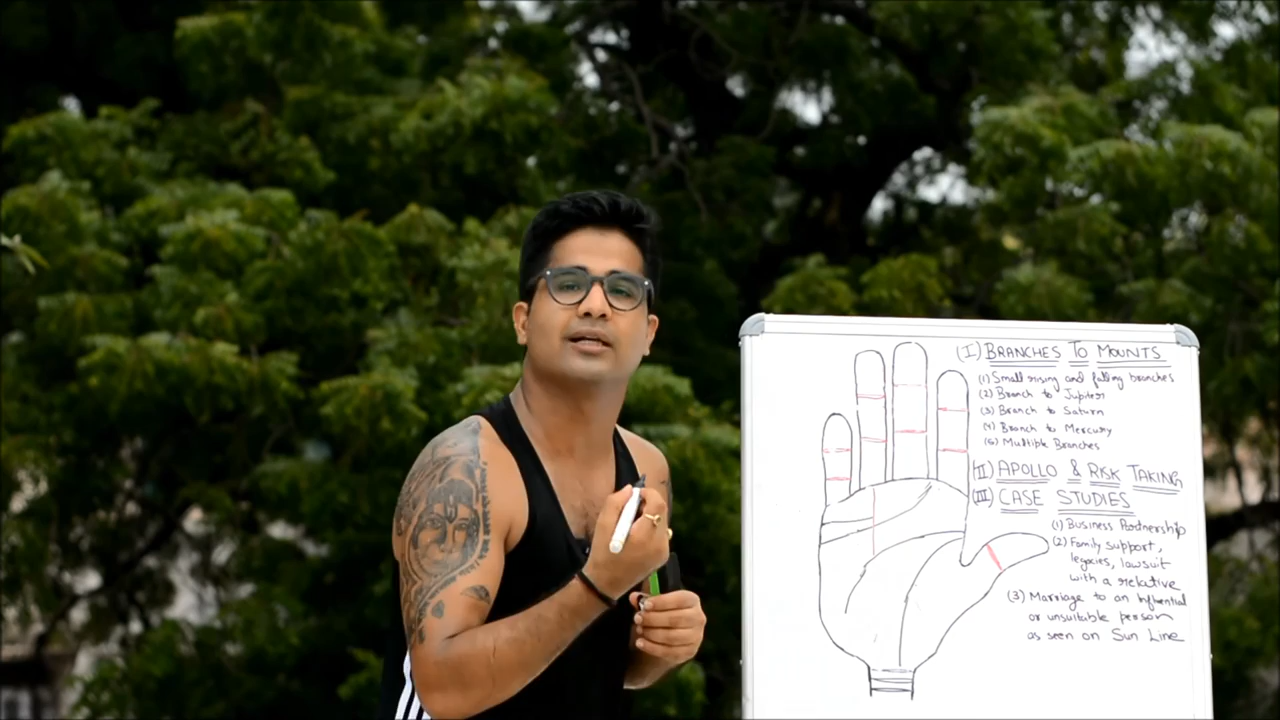 (I) BRANCHES TO MOUNTS
(1) Small rising and falling branches
(2) Branch to Jupiter
(3) Branch to Saturn
(4) Branch to Mercury
(5) Multiple Branches
(II) APOLLO & RISK TAKING
(III) CASE STUDIES
(1) Business Partnership
(2) Family support,
legacies, lawsuit
with a relative
(3) Marriage to an influential
or unsuitable person
as seen on Sun Line